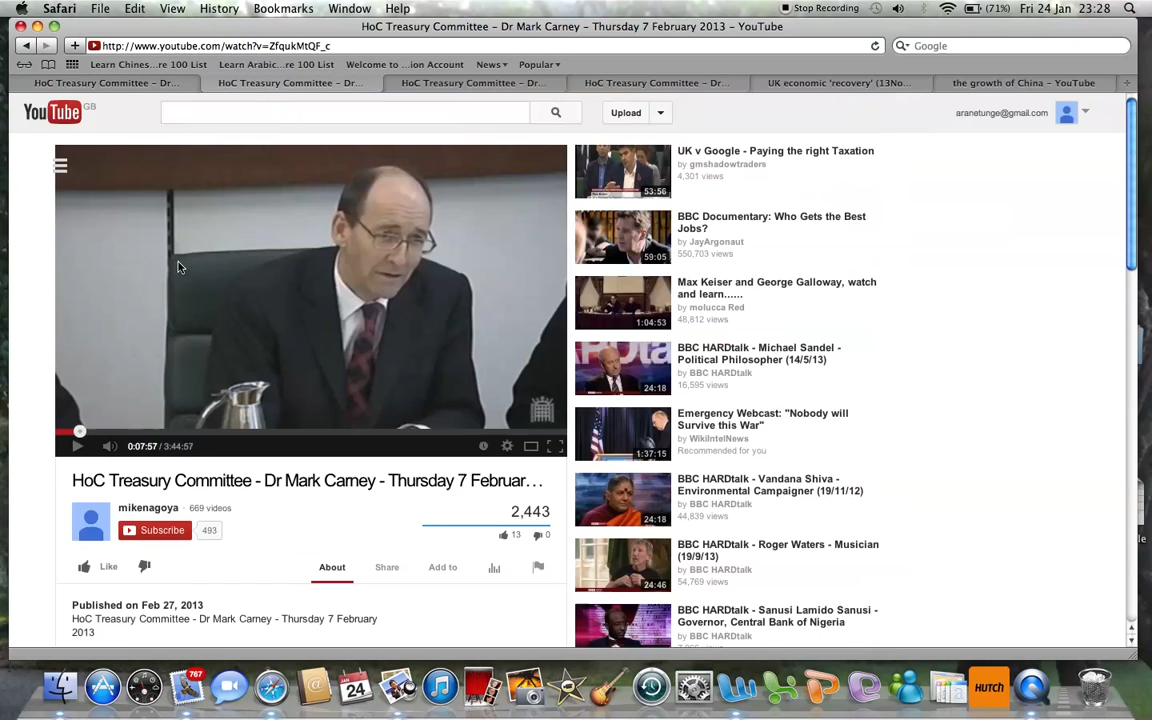 Safari File Edit View History Bookmarks Window Help
Stop Recording (71%) Fri 24 Jan 23:28
HoC Treasury Committee - Dr Mark Carney - Thursday 7 February 2013 - YouTube
http://www.youtube.com/watch?v=ZfqukMtQF_c
Google
Learn Chines...re 100 List Learn Arabic...re 100 List Welcome to ...ion Account News Popular
HoC Treasury Committee - Dr... HoC Treasury Committee - Dr... HoC Treasury Committee - Dr... HoC Treasury Committee - Dr... UK economic 'recovery' (13No... the growth of China - YouTube
YouTube GB
Upload
aranetunge@gmail.com
0:07:57 / 3:44:57
HoC Treasury Committee - Dr Mark Carney - Thursday 7 Februar...
mikenagoya · 669 videos
Subscribe 493
2,443
13 0
Like
About Share Add to
Published on Feb 27, 2013
HoC Treasury Committee - Dr Mark Carney - Thursday 7 February
2013
53:56
UK v Google - Paying the right Taxation
by gmshadowtraders
4,301 views
59:05
BBC Documentary: Who Gets the Best
Jobs?
by JayArgonaut
550,703 views
1:04:53
Max Keiser and George Galloway, watch
and learn......
by molucca Red
48,812 views
24:18
BBC HARDtalk - Michael Sandel -
Political Philosopher (14/5/13)
by BBC HARDtalk
16,595 views
1:37:15
Emergency Webcast: "Nobody will
Survive this War"
by WikiIntelNews
Recommended for you
24:18
BBC HARDtalk - Vandana Shiva -
Environmental Campaigner (19/11/12)
by BBC HARDtalk
44,839 views
24:46
BBC HARDtalk - Roger Waters - Musician
(19/9/13)
by BBC HARDtalk
54,769 views
BBC HARDtalk - Sanusi Lamido Sanusi -
Governor, Central Bank of Nigeria
by BBC HARDtalk
767
JAN
24
HUTCH